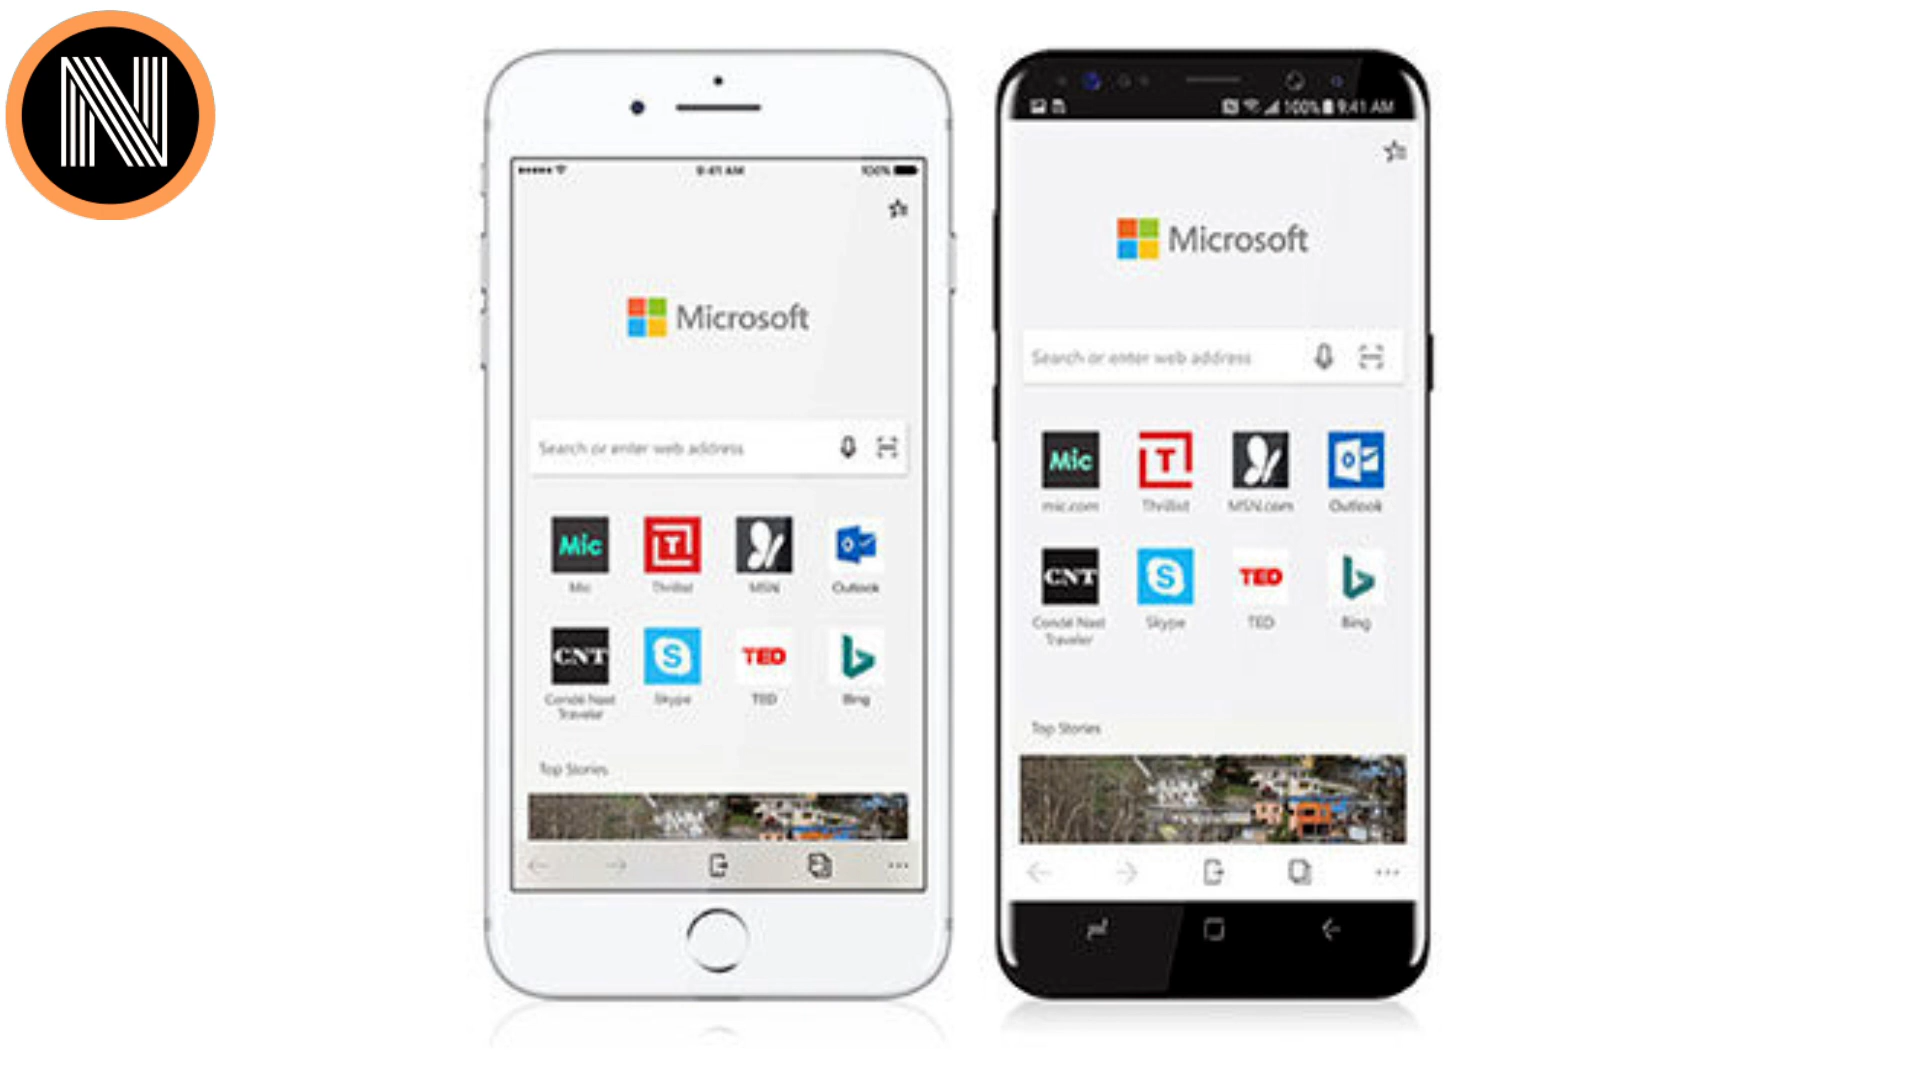 N
9:41 AM
100%
Microsoft
Search or enter web address
Mic
T
Mic
Thrillist
MSN
Outlook
CNT
S
TED
Condé Nast
Traveler
Skype
TED
Bing
Top Stories
100% 9:41 AM
Microsoft
Search or enter web address
Mic
T
mic.com
Thrillist
MSN.com
Outlook
CNT
S
TED
Condé Nast
Traveler
Skype
TED
Bing
Top Stories